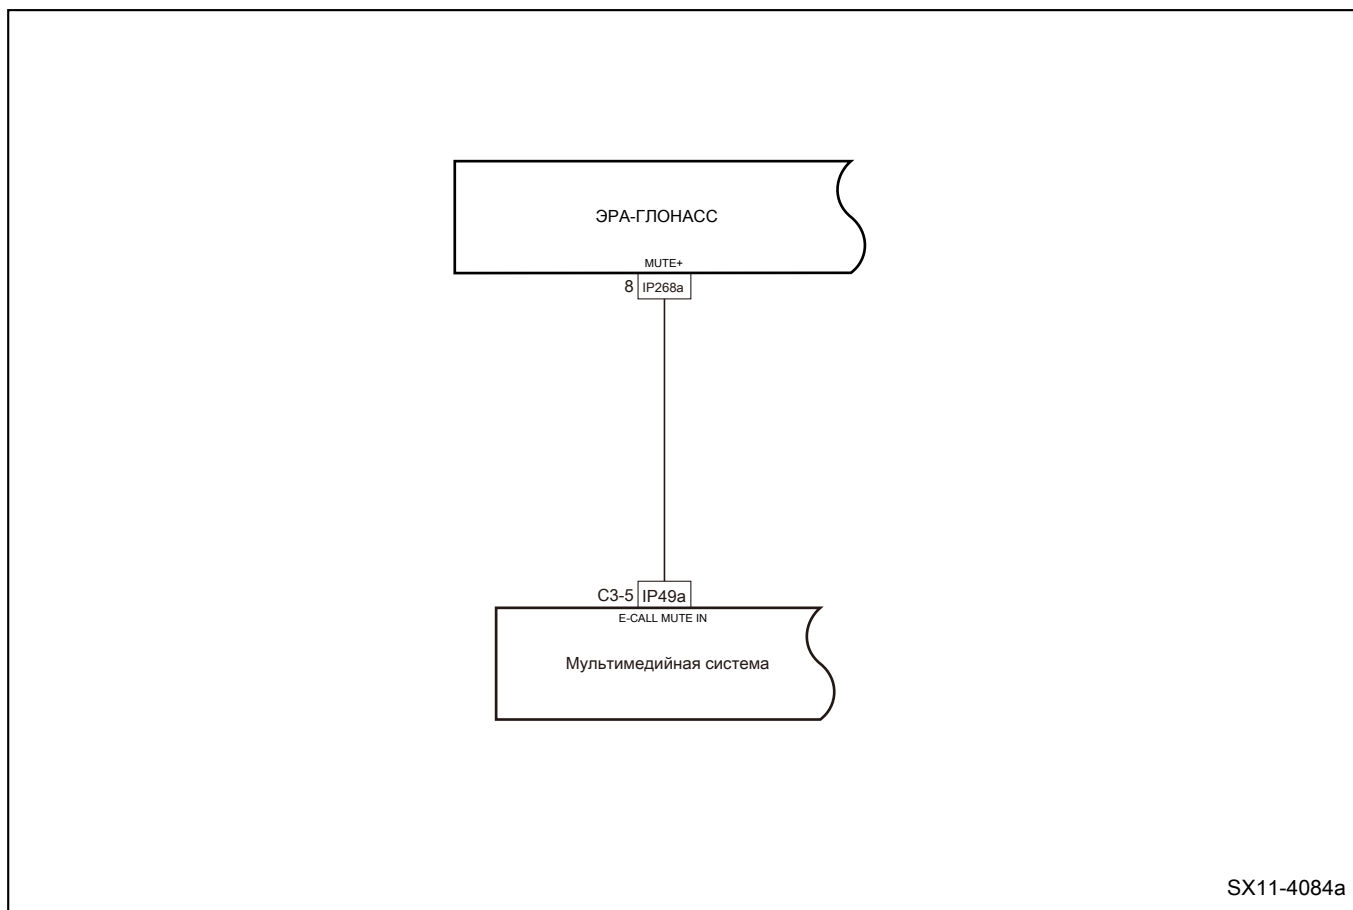 ЭРА-ГЛОНАСС
MUTE+
8 IP268a
C3-5 IP49a
E-CALL MUTE IN
Мультимедийная система
SX11-4084a